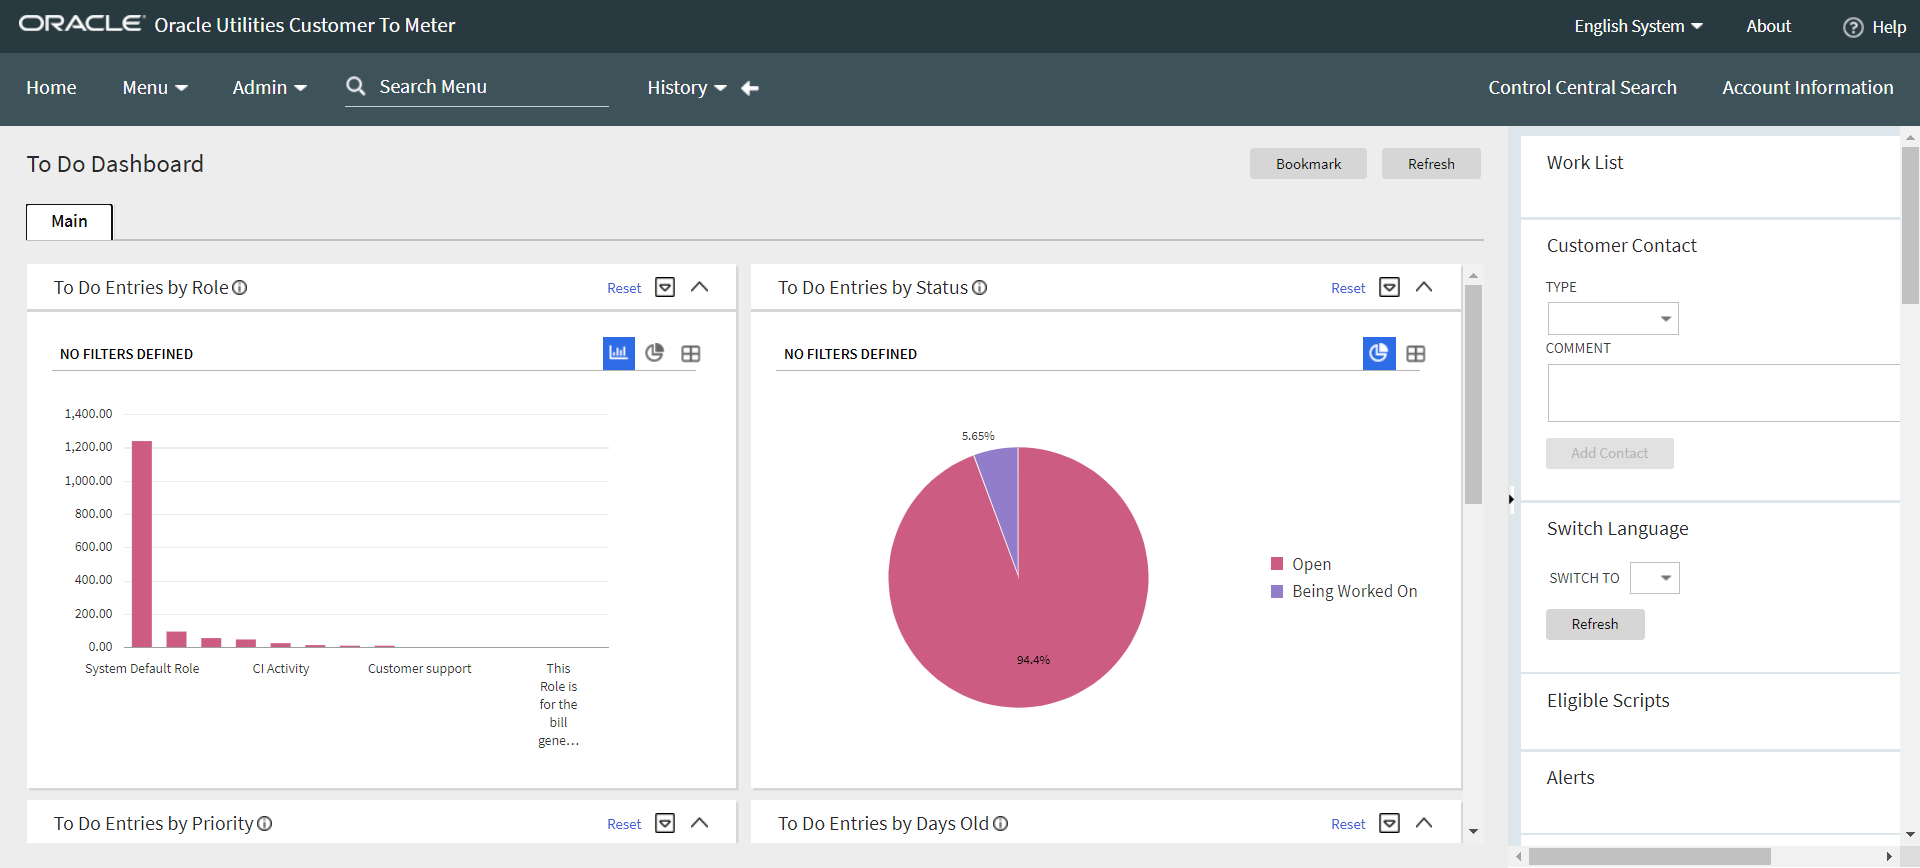 ORACLE Oracle Utilities Customer To Meter
English System
About
Help
Home
Menu
Admin
Search Menu
History
Control Central Search
Account Information
To Do Dashboard
Bookmark
Refresh
Main
To Do Entries by Role
Reset
NO FILTERS DEFINED
1,400.00
1,200.00
1,000.00
800.00
600.00
400.00
200.00
0.00
System Default Role
CI Activity
Customer support
This
Role is
for the
bill
gene...
To Do Entries by Status
Reset
NO FILTERS DEFINED
5.65%
94.4%
Open
Being Worked On
To Do Entries by Priority
Reset
To Do Entries by Days Old
Reset
Work List
Customer Contact
TYPE
COMMENT
Add Contact
Switch Language
SWITCH TO
Refresh
Eligible Scripts
Alerts